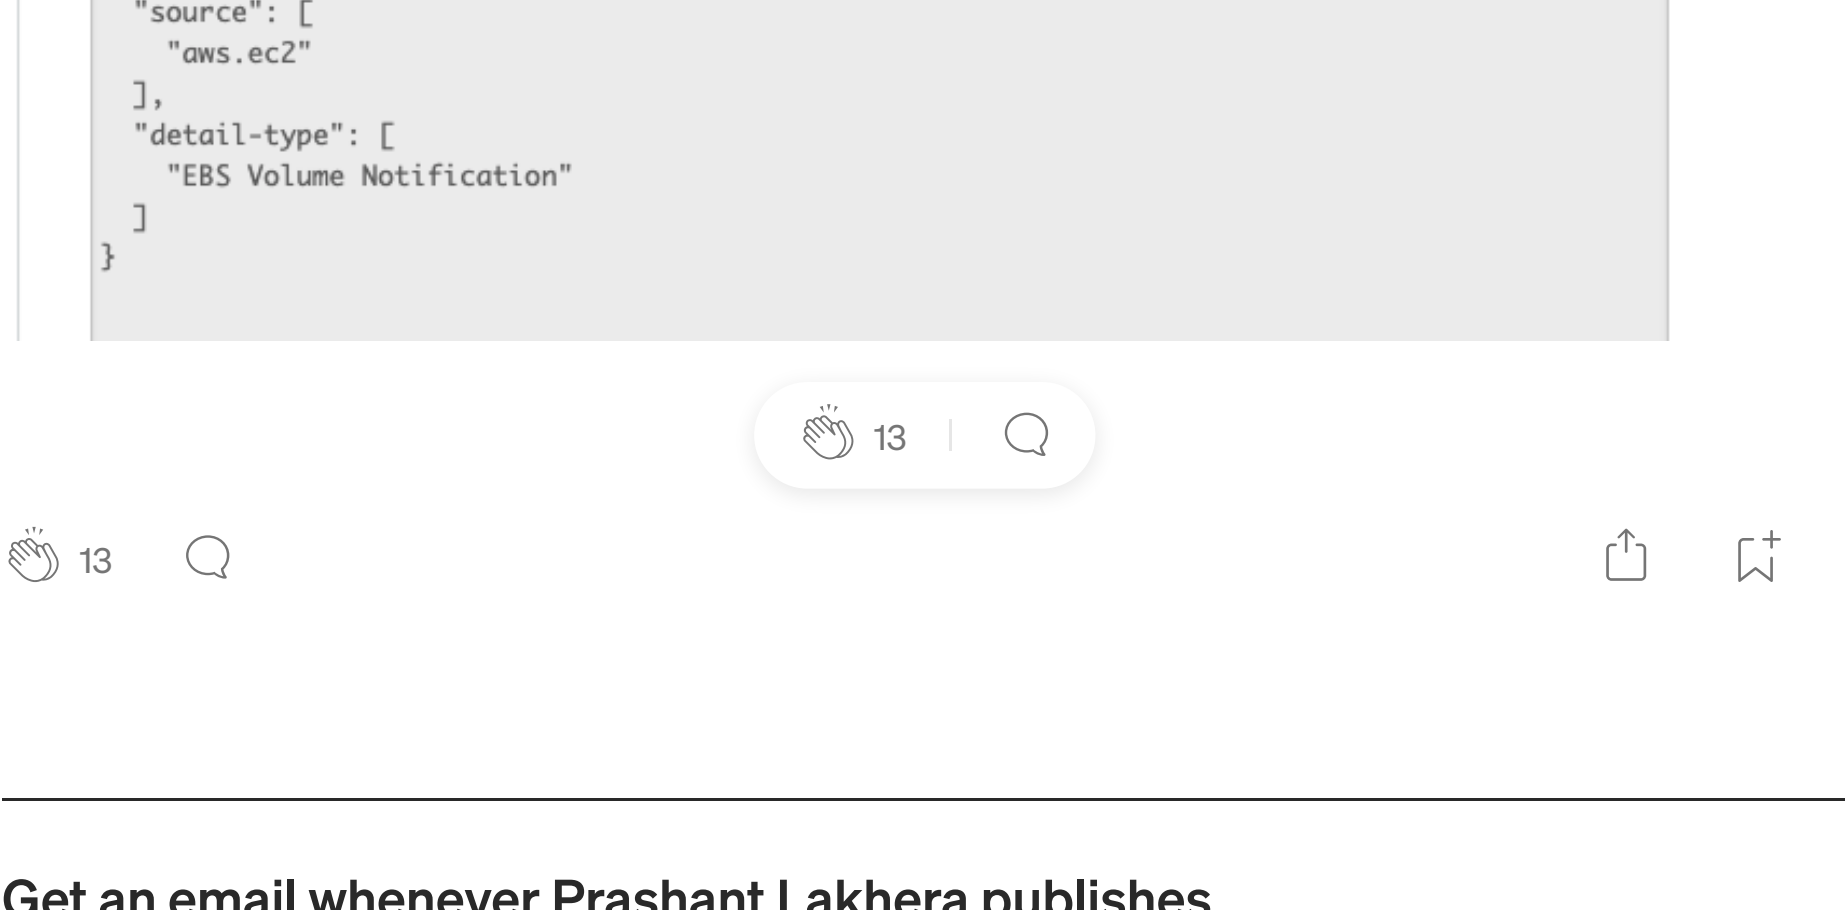 "source": [
"aws.ec2"
],
"detail-type": [
"EBS Volume Notification"
]
}
13
13
Get an email whenever Prashant Lakhera publishes